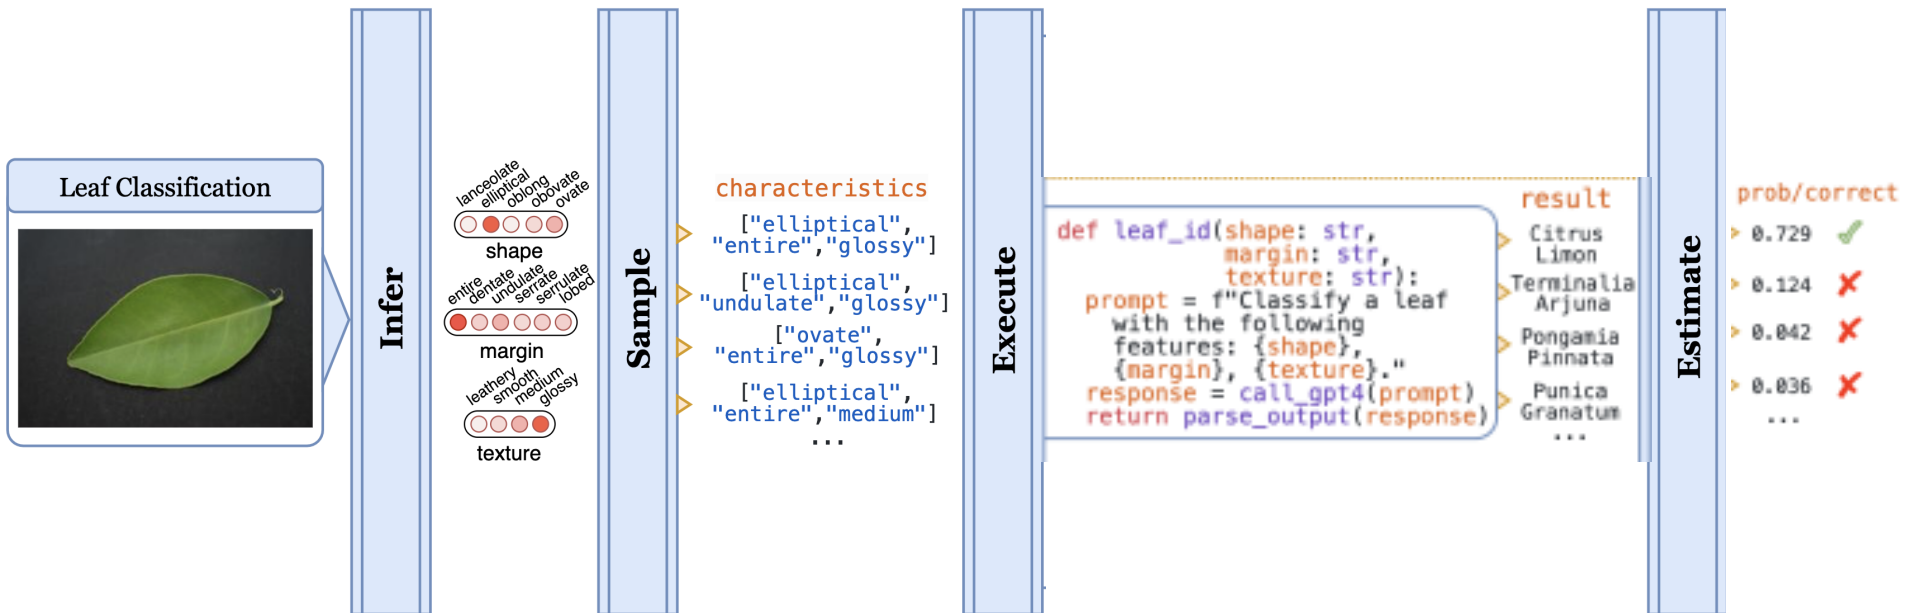 Leaf Classification
Infer
lanceolate
elliptical
oblong
obovate
ovate
shape
entire
dentate
undulate
serrate
serrulate
lobed
margin
leathery
smooth
medium
glossy
texture
Sample
characteristics
["elliptical",
"entire","glossy"]
["elliptical",
"undulate","glossy"]
["ovate",
"entire","glossy"]
["elliptical",
"entire","medium"]
...
Execute
def leaf_id(shape: str,
margin: str,
texture: str):
prompt = f"Classify a leaf
with the following
features: {shape},
{margin}, {texture}."
response = call_gpt4(prompt)
return parse_output(response)
result
Citrus
Limon
Terminalia
Arjuna
Pongamia
Pinnata
Punica
Granatum
...
Estimate
prob/correct
0.729
0.124
0.042
0.036
...